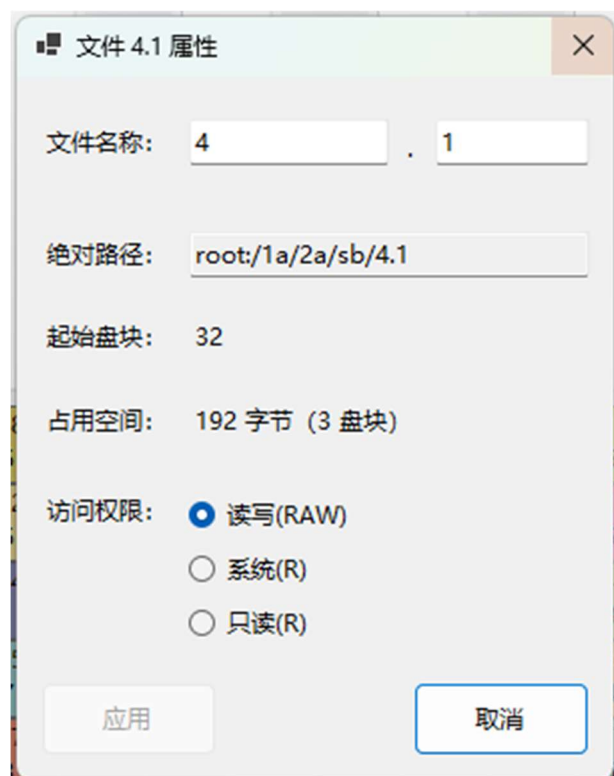 文件 4.1 属性
文件名称： 4 . 1
绝对路径： root:/1a/2a/sb/4.1
起始盘块： 32
占用空间： 192 字节（3 盘块）
访问权限： 读写(RAW)
系统(R)
只读(R)
应用 取消